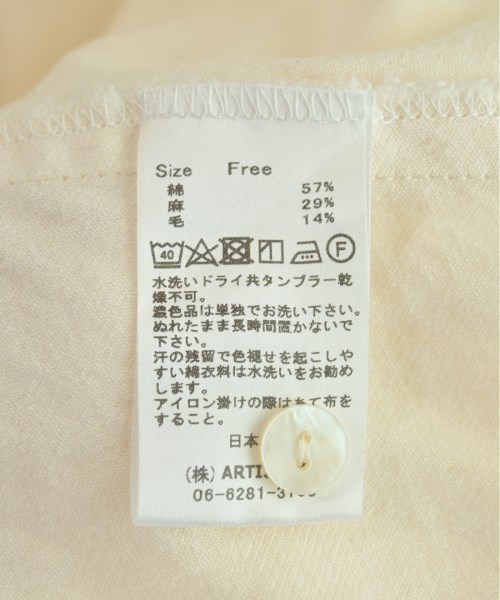 Size Free
綿 57%
麻 29%
毛 14%
40 F
水洗いドライ共タンブラー乾
燥不可。
濃色品は単独でお洗い下さい。
ぬれたまま長時間置かないで
下さい。
汗の残留で色褪せを起こしや
すい綿衣料は水洗いをお勧め
します。
アイロン掛けの際はあて布を
すること。
日本
(株) ARTI
06-6281-3